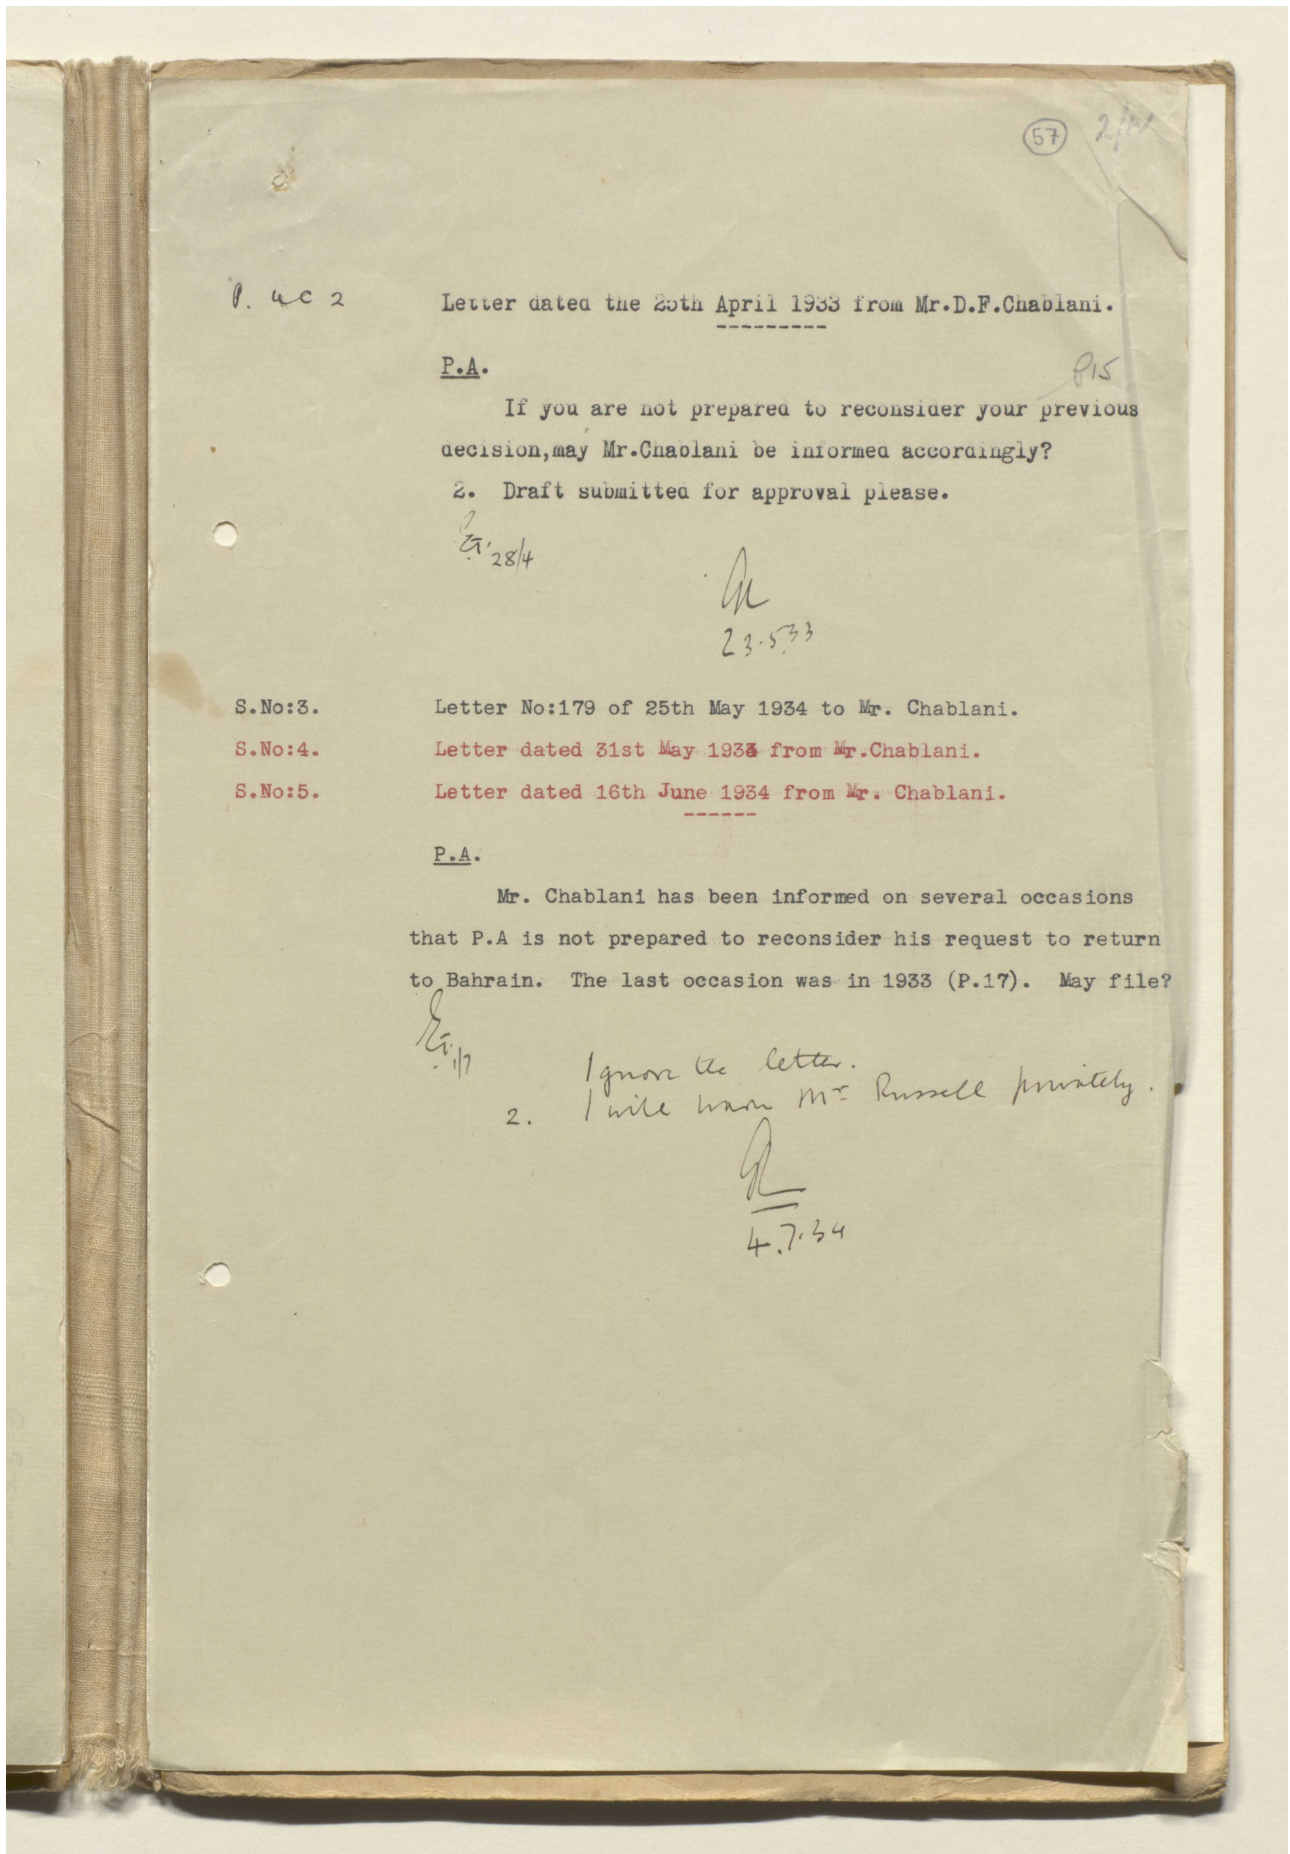 57
P. UC 2
Letter dated the 25th April 1933 from Mr.D.F.Chablani.
P.A.
P15
If you are not prepared to reconsider your previous
decision,may Mr.Chablani be informed accordingly?
2. Draft submitted for approval please.
28/4
23.5.33
S.No:3. Letter No:179 of 25th May 1934 to Mr. Chablani.
S.No:4. Letter dated 31st May 1934 from Mr.Chablani.
S.No:5. Letter dated 16th June 1934 from Mr. Chablani.
P.A.
Mr. Chablani has been informed on several occasions
that P.A is not prepared to reconsider his request to return
to Bahrain. The last occasion was in 1933 (P.17). May file?
1/7
Ignore the letter.
2. I will warn Mr Russell privately.
4.7.34